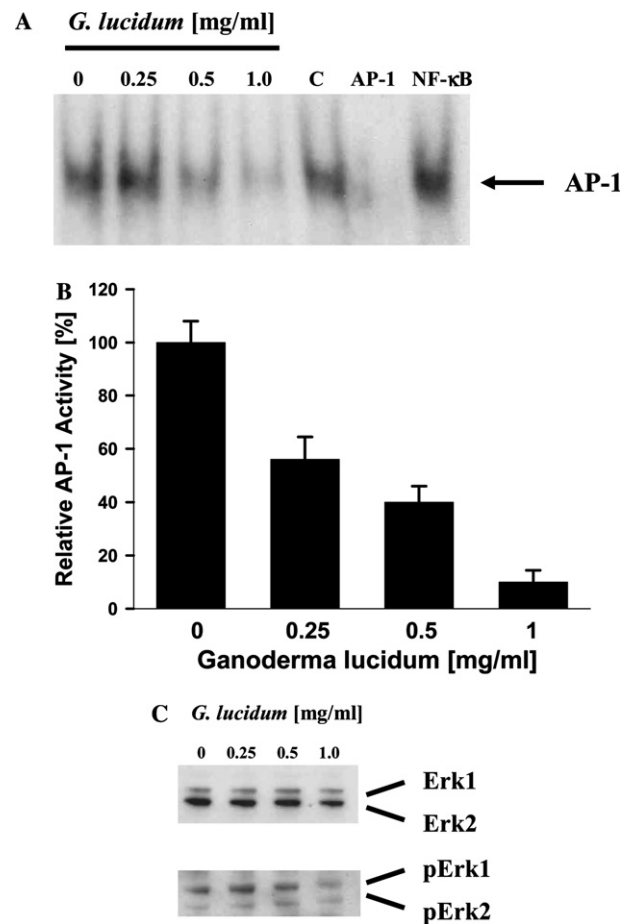 A G. lucidum [mg/ml]
0 0.25 0.5 1.0 C AP-1 NF-κB
AP-1
B
Relative AP-1 Activity [%]
120
100
80
60
40
20
0
0 0.25 0.5 1
Ganoderma lucidum [mg/ml]
C G. lucidum [mg/ml]
0 0.25 0.5 1.0
Erk1
Erk2
pErk1
pErk2